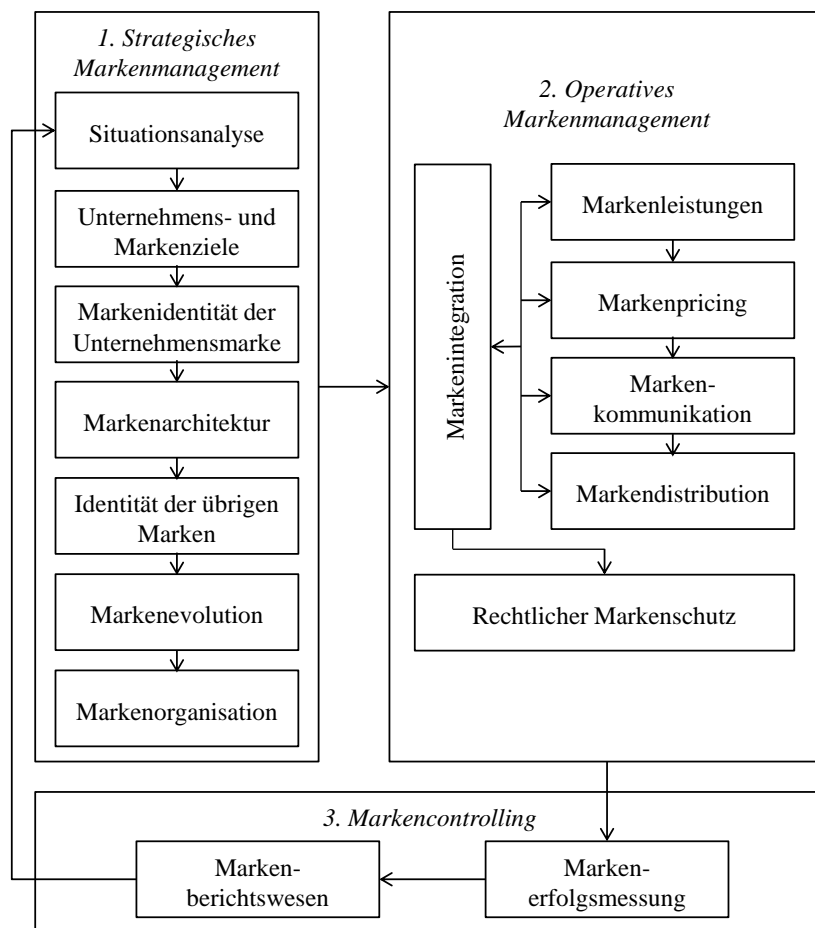 1. Strategisches
Markenmanagement
Situationsanalyse
Unternehmens- und
Markenziele
Markenidentität der
Unternehmensmarke
Markenarchitektur
Identität der übrigen
Marken
Markenevolution
Markenorganisation
2. Operatives
Markenmanagement
Markenintegration
Markenleistungen
Markenpricing
Marken-
kommunikation
Markendistribution
Rechtlicher Markenschutz
3. Markencontrolling
Marken-
berichtswesen
Marken-
erfolgsmessung